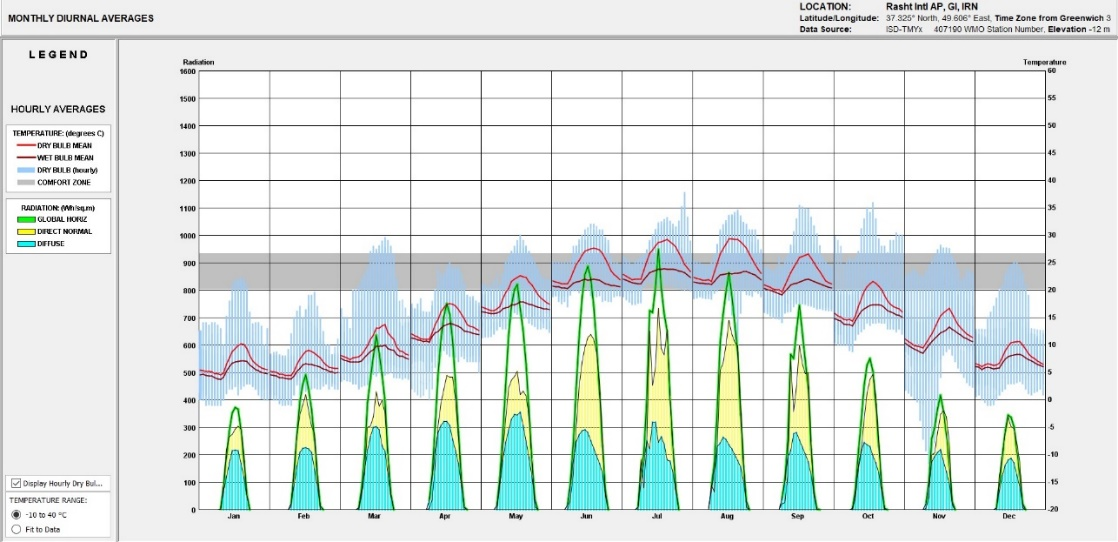 MONTHLY DIURNAL AVERAGES
LOCATION: Rasht Intl AP, GI, IRN
Latitude/Longitude: 37.325° North, 49.606° East, Time Zone from Greenwich 3
Data Source: ISD-TMYx 407190 WMO Station Number, Elevation -12 m
LEGEND
HOURLY AVERAGES
TEMPERATURE: (degrees C)
DRY BULB MEAN
WET BULB MEAN
DRY BULB (hourly)
COMFORT ZONE
RADIATION: (Wh/sq.m)
GLOBAL HORIZ
DIRECT NORMAL
DIFFUSE
Display Hourly Dry Bul...
TEMPERATURE RANGE:
-10 to 40 °C
Fit to Data
Radiation Temperature
1600 60
1500 55
1400 50
1300 45
1200 40
1100 35
1000 30
900 25
800 20
700 15
600 10
500 5
400 0
300 -5
200 -10
100 -15
0 -20
Jan Feb Mar Apr May Jun Jul Aug Sep Oct Nov Dec